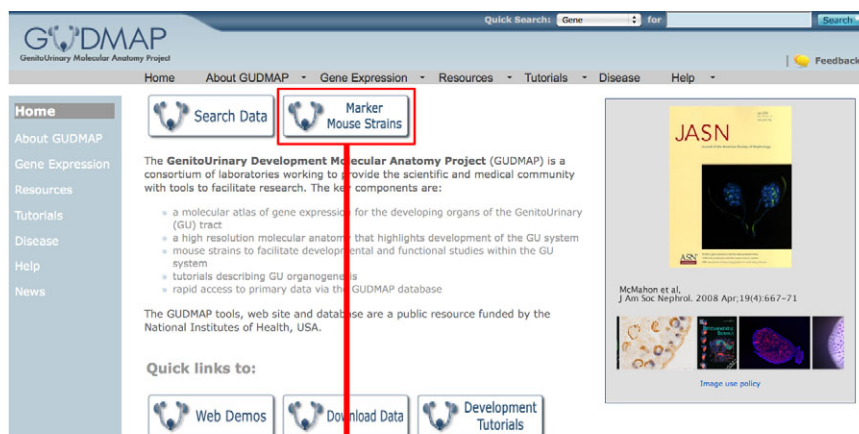 Quick Search: Gene for Search
GUDMAP
GenitoUrinary Molecular Anatomy Project
Feedback
Home About GUDMAP Gene Expression Resources Tutorials Disease Help
Home
About GUDMAP
Gene Expression
Resources
Tutorials
Disease
Help
News
Search Data
Marker
Mouse Strains
The GenitoUrinary Development Molecular Anatomy Project (GUDMAP) is a
consortium of laboratories working to provide the scientific and medical community
with tools to facilitate research. The key components are:
a molecular atlas of gene expression for the developing organs of the GenitoUrinary
(GU) tract
a high resolution molecular anatomy that highlights development of the GU system
mouse strains to facilitate developmental and functional studies within the GU
system
tutorials describing GU organogenesis
rapid access to primary data via the GUDMAP database
The GUDMAP tools, web site and database are a public resource funded by the
National Institutes of Health, USA.
Quick links to:
Web Demos
Download Data
Development
Tutorials
JASN
Journal of the American Society of Nephrology
ASN
McMahon et al,
J Am Soc Nephrol. 2008 Apr;19(4):667-71
Image use policy